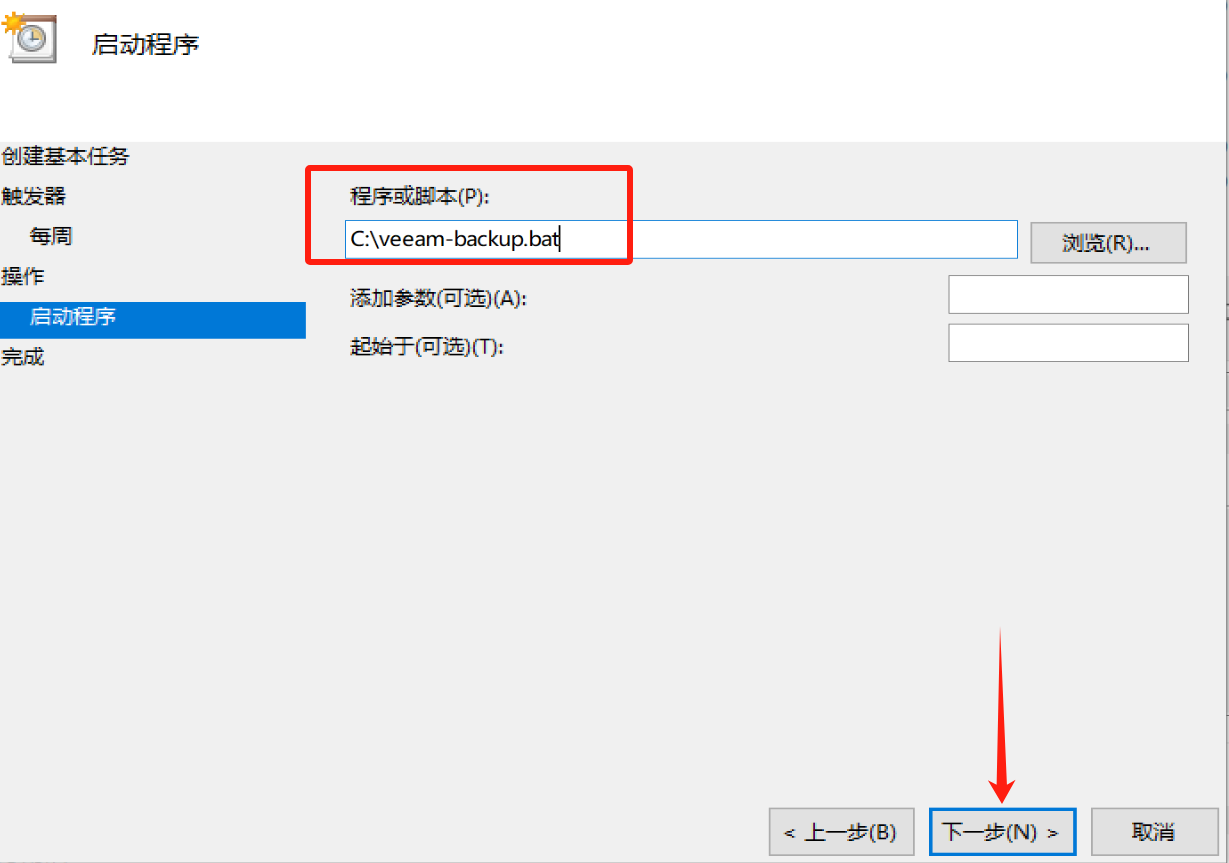 启动程序
创建基本任务
触发器
每周
操作
启动程序
完成
程序或脚本(P):
C:\veeam-backup.bat
浏览(R)...
添加参数(可选)(A):
起始于(可选)(T):
< 上一步(B)
下一步(N) >
取消